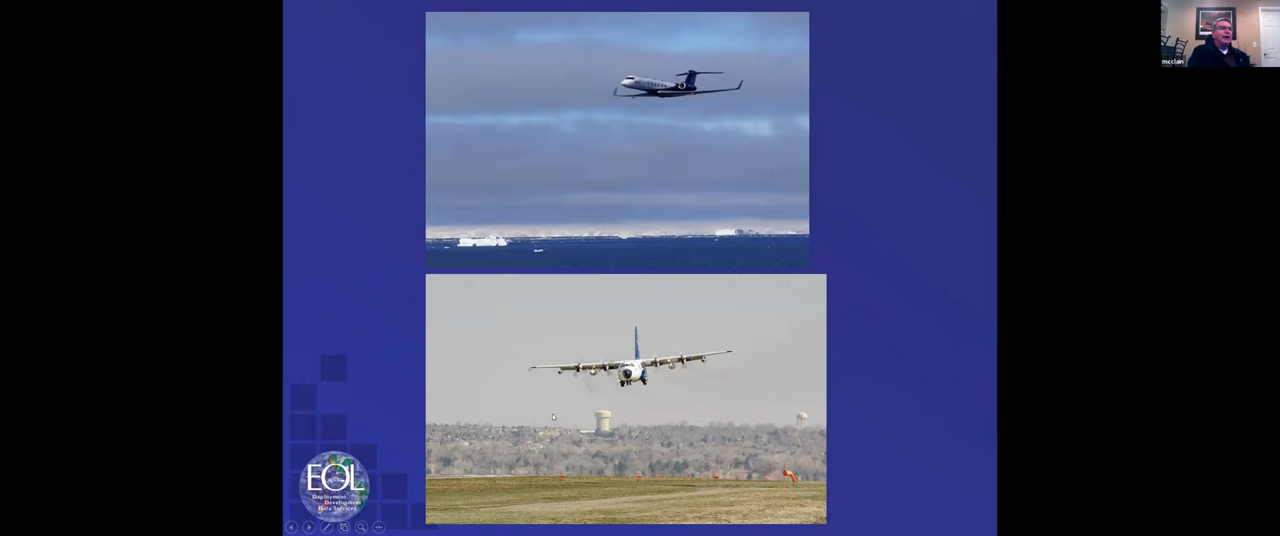 mcclain
EOL
Deployment
Development
Data Services